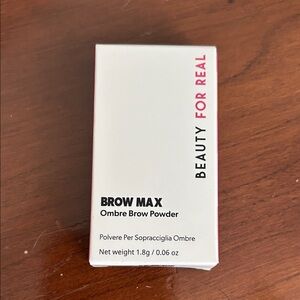 BEAUTY FOR REAL
BROW MAX
Ombre Brow Powder
Polvere Per Sopracciglia Ombre
Net weight 1.8g / 0.06 oz